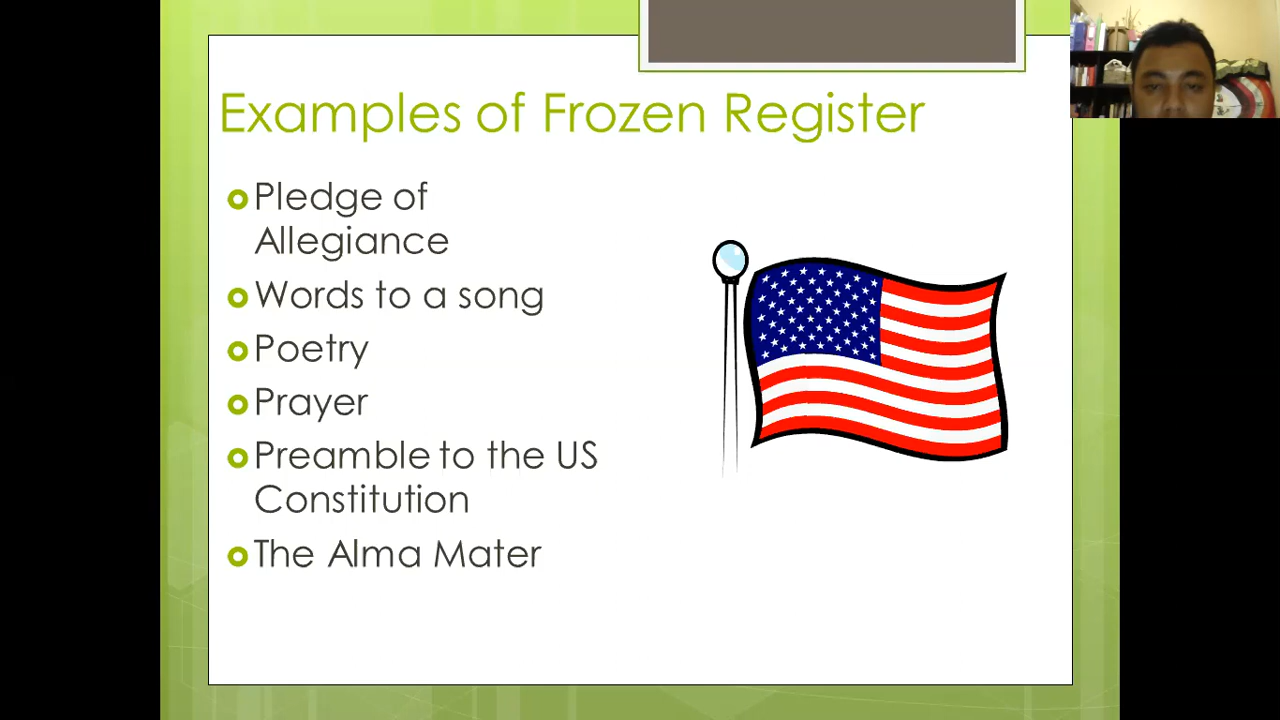 Examples of Frozen Register
Pledge of
Allegiance
Words to a song
Poetry
Prayer
Preamble to the US
Constitution
The Alma Mater